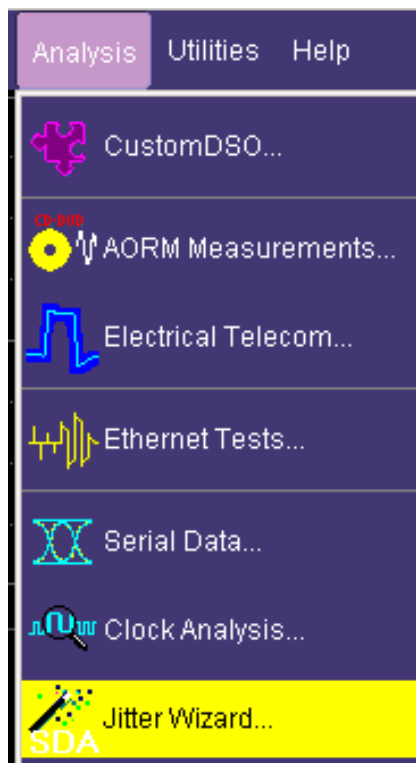 Analysis Utilities Help
CustomDSO...
CD-DVD
AORM Measurements...
Electrical Telecom...
Ethernet Tests...
Serial Data...
Clock Analysis...
Jitter Wizard...
SDA